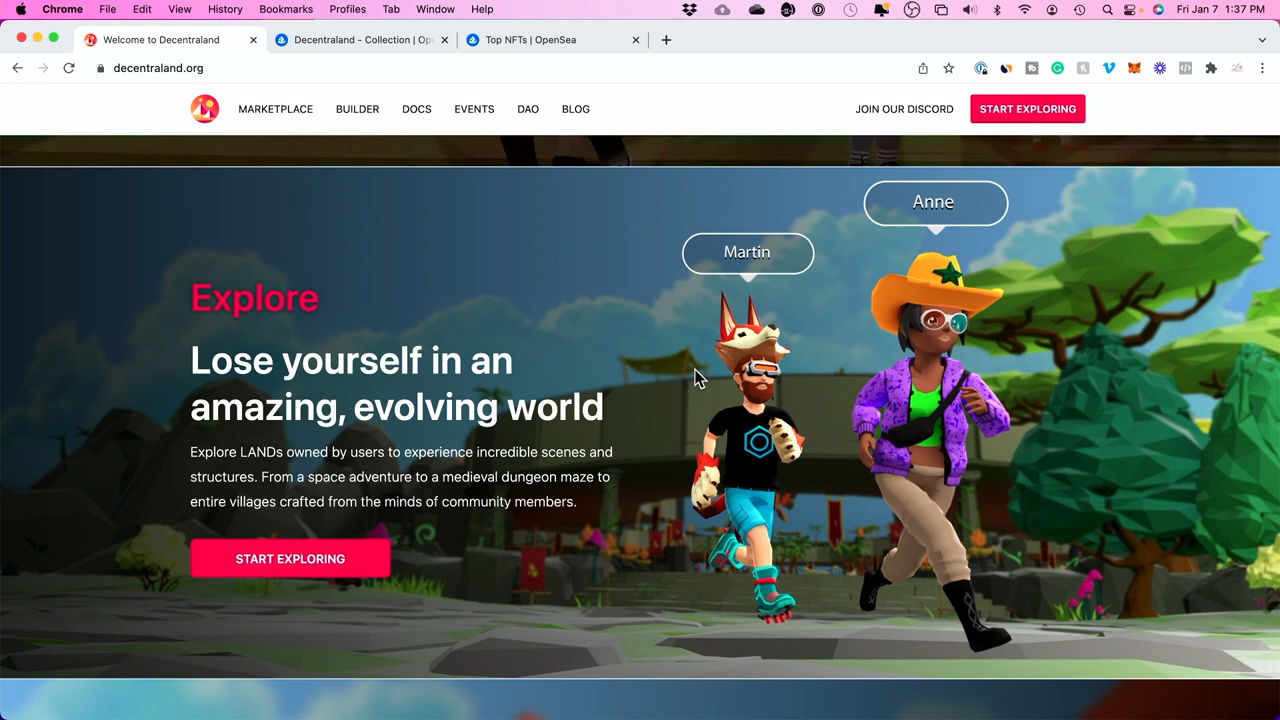 Chrome File Edit View History Bookmarks Profiles Tab Window Help Fri Jan 7 1:37 PM
Welcome to Decentraland Decentraland - Collection | Op Top NFTs | OpenSea
decentraland.org
MARKETPLACE BUILDER DOCS EVENTS DAO BLOG JOIN OUR DISCORD START EXPLORING
Anne
Martin
Explore
Lose yourself in an
amazing, evolving world
Explore LANDs owned by users to experience incredible scenes and
structures. From a space adventure to a medieval dungeon maze to
entire villages crafted from the minds of community members.
START EXPLORING